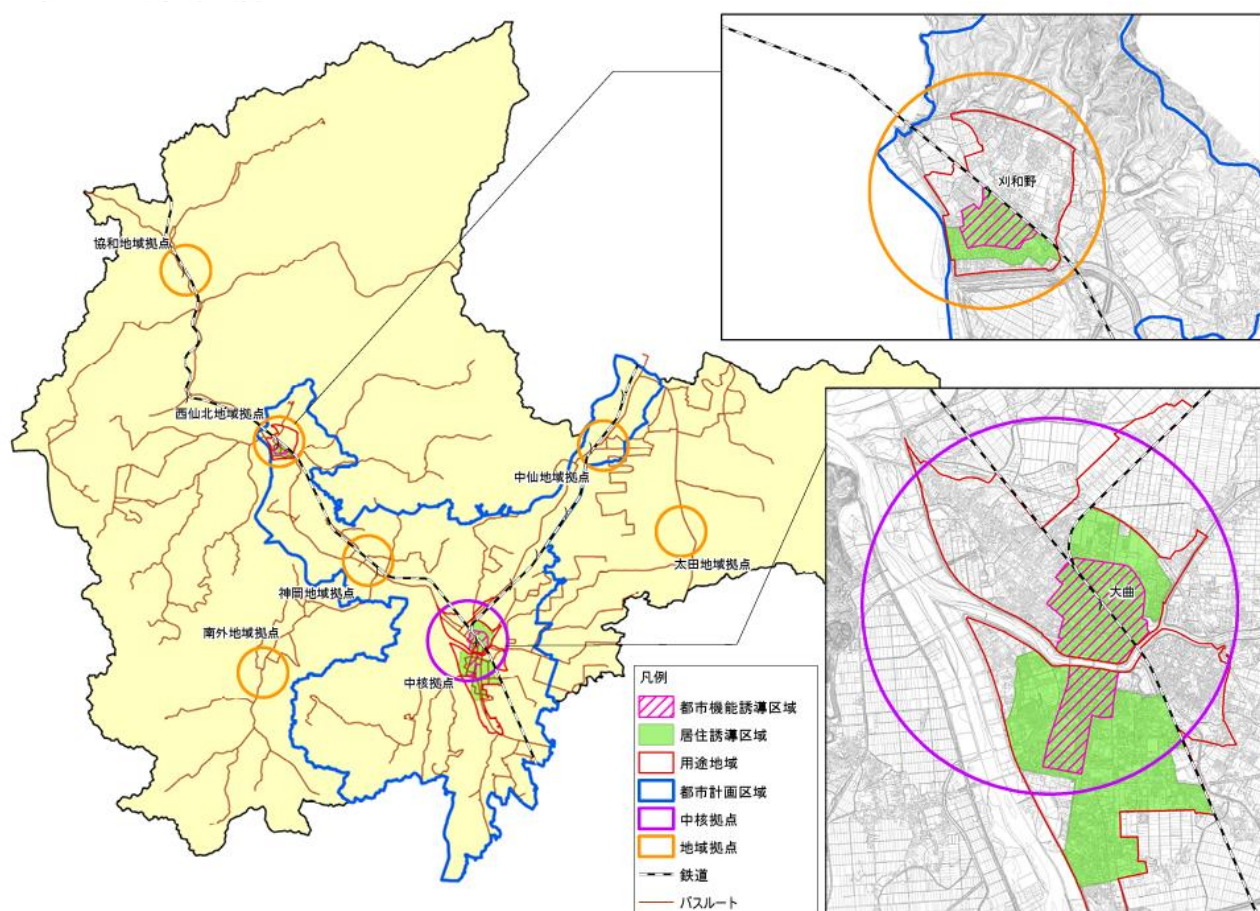 刈和野
協和地域拠点
西仙北地域拠点
中仙地域拠点
太田地域拠点
神岡地域拠点
南外地域拠点
中核拠点
大曲
凡例
都市機能誘導区域
居住誘導区域
用途地域
都市計画区域
中核拠点
地域拠点
鉄道
バスルート